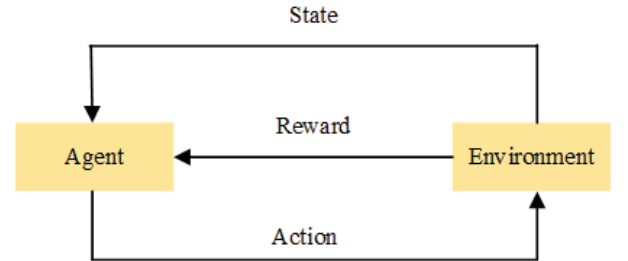 State
Reward
Agent
Environment
Action